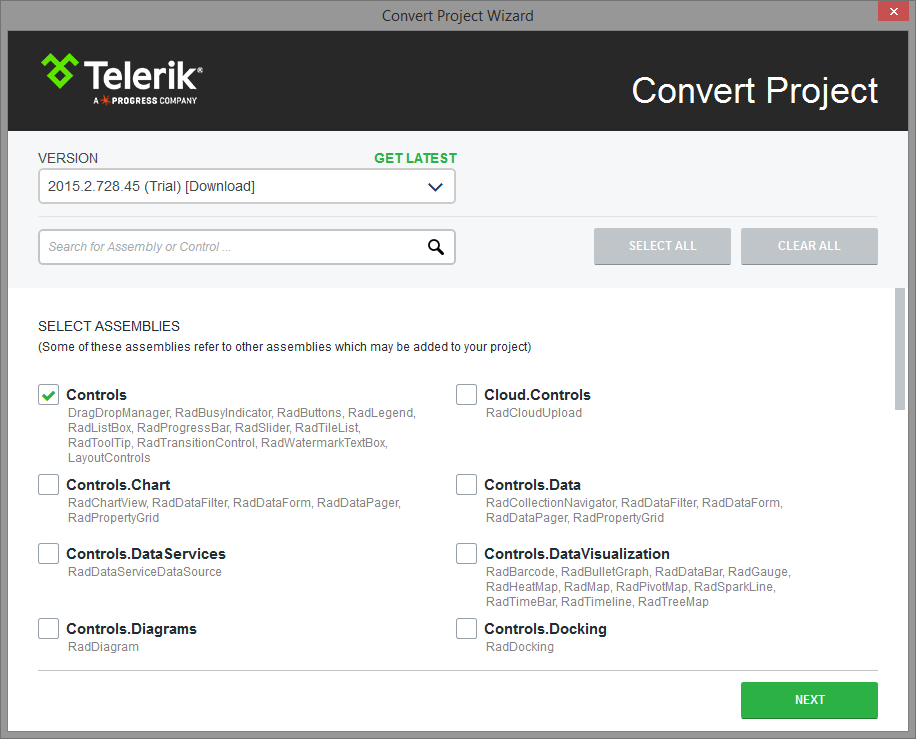 Convert Project Wizard
Telerik®
A PROGRESS COMPANY
Convert Project
VERSION
GET LATEST
2015.2.728.45 (Trial) [Download]
Search for Assembly or Control ...
SELECT ALL
CLEAR ALL
SELECT ASSEMBLIES
(Some of these assemblies refer to other assemblies which may be added to your project)
Controls
DragDropManager, RadBusyIndicator, RadButtons, RadLegend,
RadListBox, RadProgressBar, RadSlider, RadTileList,
RadToolTip, RadTransitionControl, RadWatermarkTextBox,
LayoutControls
Cloud.Controls
RadCloudUpload
Controls.Chart
RadChartView, RadDataFilter, RadDataForm, RadDataPager,
RadPropertyGrid
Controls.Data
RadCollectionNavigator, RadDataFilter, RadDataForm,
RadDataPager, RadPropertyGrid
Controls.DataServices
RadDataServiceDataSource
Controls.DataVisualization
RadBarcode, RadBulletGraph, RadDataBar, RadGauge,
RadHeatMap, RadMap, RadPivotMap, RadSparkLine,
RadTimeBar, RadTimeline, RadTreeMap
Controls.Diagrams
RadDiagram
Controls.Docking
RadDocking
NEXT